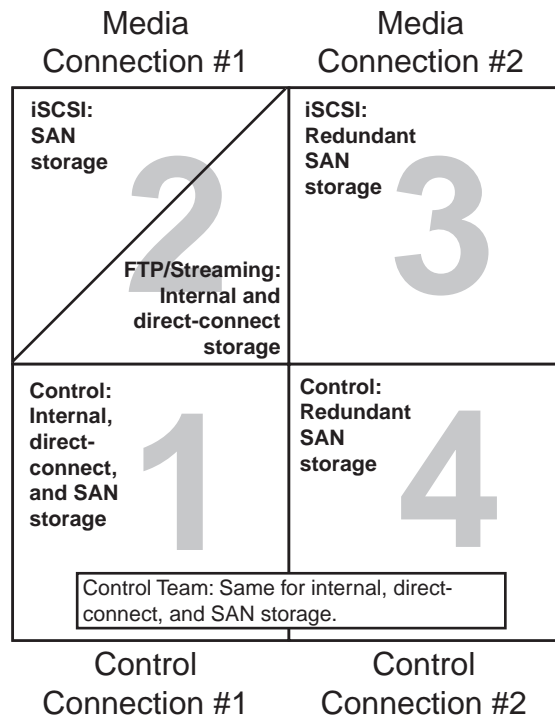 Media
Connection #1
Media
Connection #2
iSCSI:
SAN
storage
2
FTP/Streaming:
Internal and
direct-connect
storage
iSCSI:
Redundant
SAN
storage
3
Control:
Internal,
direct-
connect,
and SAN
storage
1
Control:
Redundant
SAN
storage
4
Control Team: Same for internal, direct-
connect, and SAN storage.
Control
Connection #1
Control
Connection #2